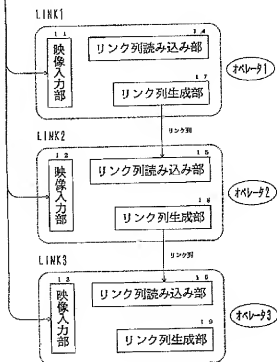 LINK1
11
映像入力部
14
リンク列読み込み部
17
リンク列生成部
オペレータ1
リンク列
LINK2
12
映像入力部
15
リンク列読み込み部
18
リンク列生成部
オペレータ2
リンク列
LINK3
13
映像入力部
16
リンク列読み込み部
19
リンク列生成部
オペレータ3